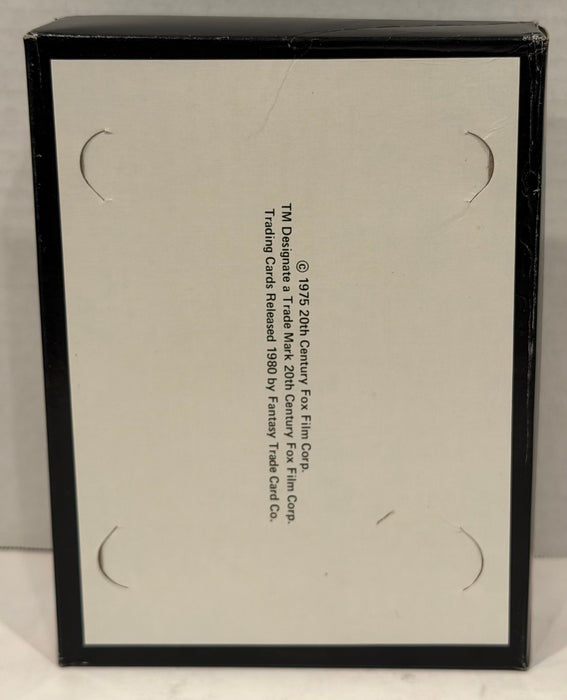 © 1975 20th Century Fox Film Corp.
TM Designate a Trade Mark 20th Century Fox Film Corp.
Trading Cards Released 1980 by Fantasy Trade Card Co.